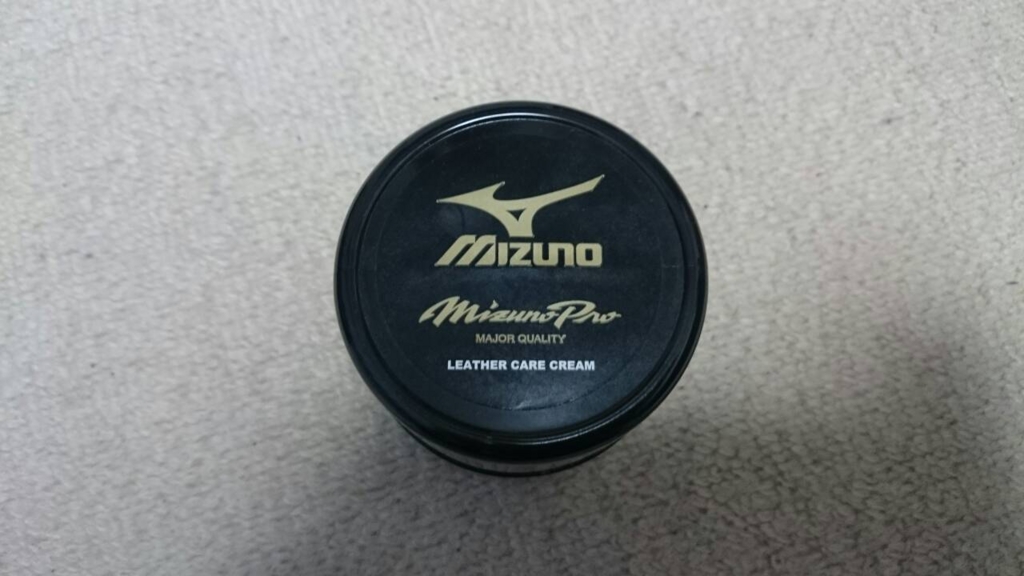 MIZUNO
MizunoPro
MAJOR QUALITY
LEATHER CARE CREAM